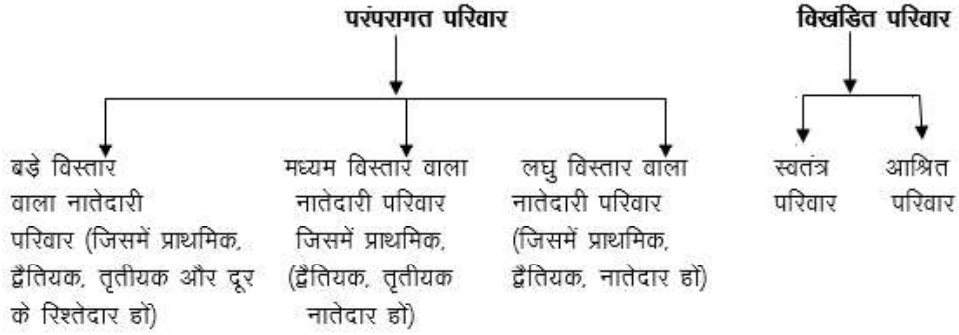 परंपरागत परिवार
विखंडित परिवार
बड़े विस्तार
वाला नातेदारी
परिवार (जिसमें प्राथमिक,
द्वैतियक, तृतीयक और दूर
के रिश्तेदार हों)
मध्यम विस्तार वाला
नातेदारी परिवार
जिसमें प्राथमिक,
(द्वैतियक, तृतीयक
नातेदार हों)
लघु विस्तार वाला
नातेदारी परिवार
(जिसमें प्राथमिक,
द्वैतियक, नातेदार हों)
स्वतंत्र
परिवार
आश्रित
परिवार